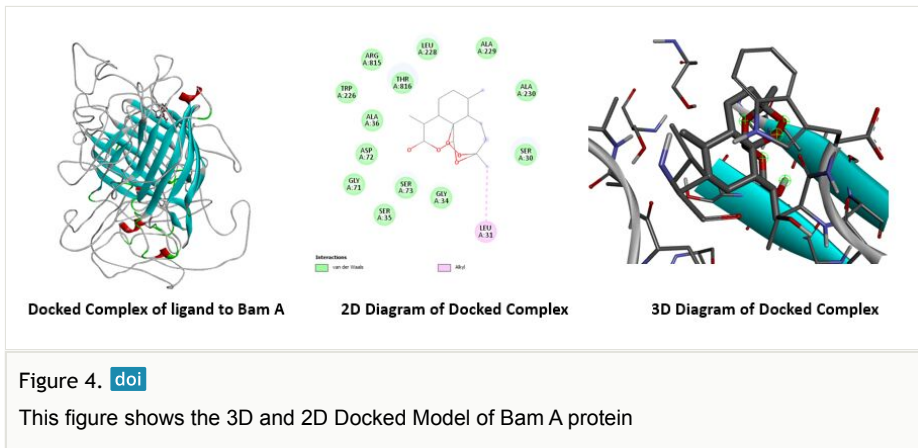 ARG
A:815
LEU
A:228
ALA
A:229
TRP
A:226
THR
A:816
ALA
A:230
ALA
A:36
ASP
A:72
SER
A:30
GLY
A:71
SER
A:73
GLY
A:34
SER
A:35
LEU
A:31
Interactions
van der Waals
Alkyl
Docked Complex of ligand to Bam A
2D Diagram of Docked Complex
3D Diagram of Docked Complex
Figure 4. doi
This figure shows the 3D and 2D Docked Model of Bam A protein